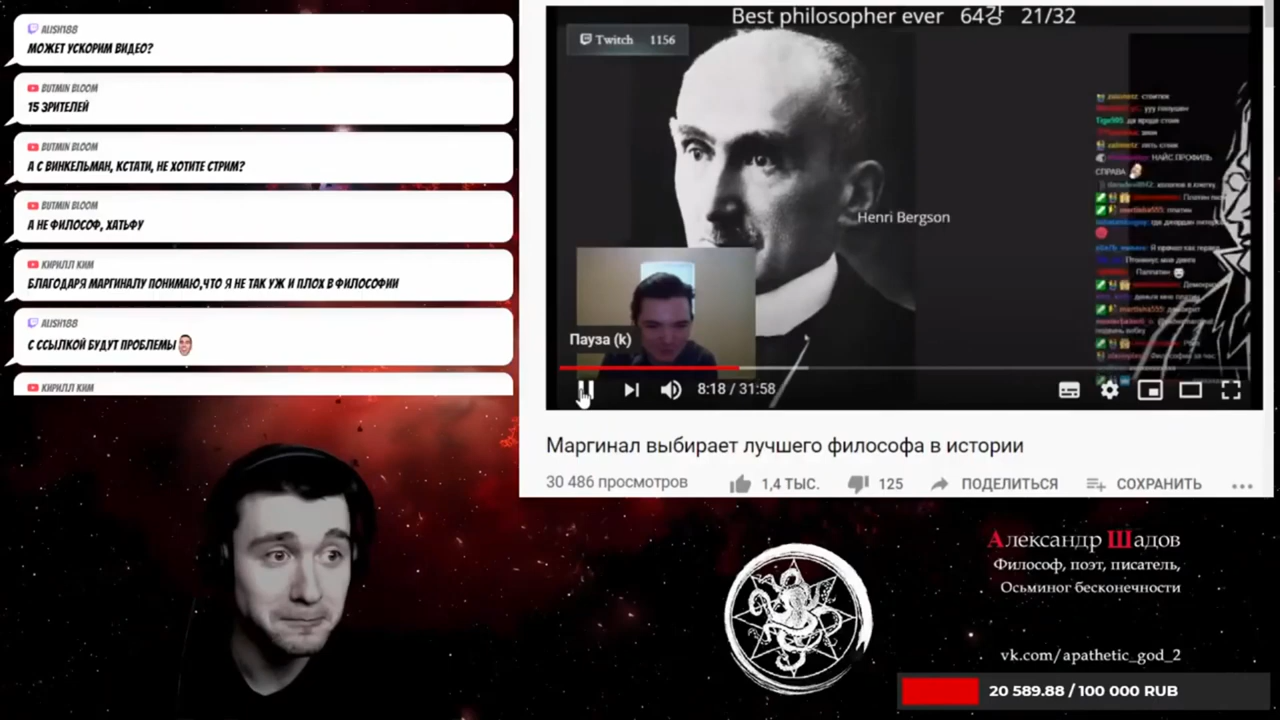 ALISH188
МОЖЕТ УСКОРИМ ВИДЕО?
BUTMIN BLOOM
15 ЗРИТЕЛЕЙ
BUTMIN BLOOM
А С ВИНКЕЛЬМАН, КСТАТИ, НЕ ХОТИТЕ СТРИМ?
BUTMIN BLOOM
А НЕ ФИЛОСОФ, ХАТЬФУ
КИРИЛЛ КИМ
БЛАГОДАРЯ МАРГИНАЛУ ПОНИМАЮ,ЧТО Я НЕ ТАК УЖ И ПЛОХ В ФИЛОСОФИИ
ALISH188
С ССЫЛКОЙ БУДУТ ПРОБЛЕМЫ
КИРИЛЛ КИМ
Best philosopher ever 64강 21/32
Twitch 1156
Henri Bergson
НАЙС ПРОФИЛЬ
СПРАВА
Пауза (k)
8:18 / 31:58
Маргинал выбирает лучшего философа в истории
30 486 просмотров
1,4 ТЫС.
125
ПОДЕЛИТЬСЯ
СОХРАНИТЬ
Александр Шадов
Философ, поэт, писатель,
Осьминог бесконечности
vk.com/apathetic_god_2
20 589.88 / 100 000 RUB